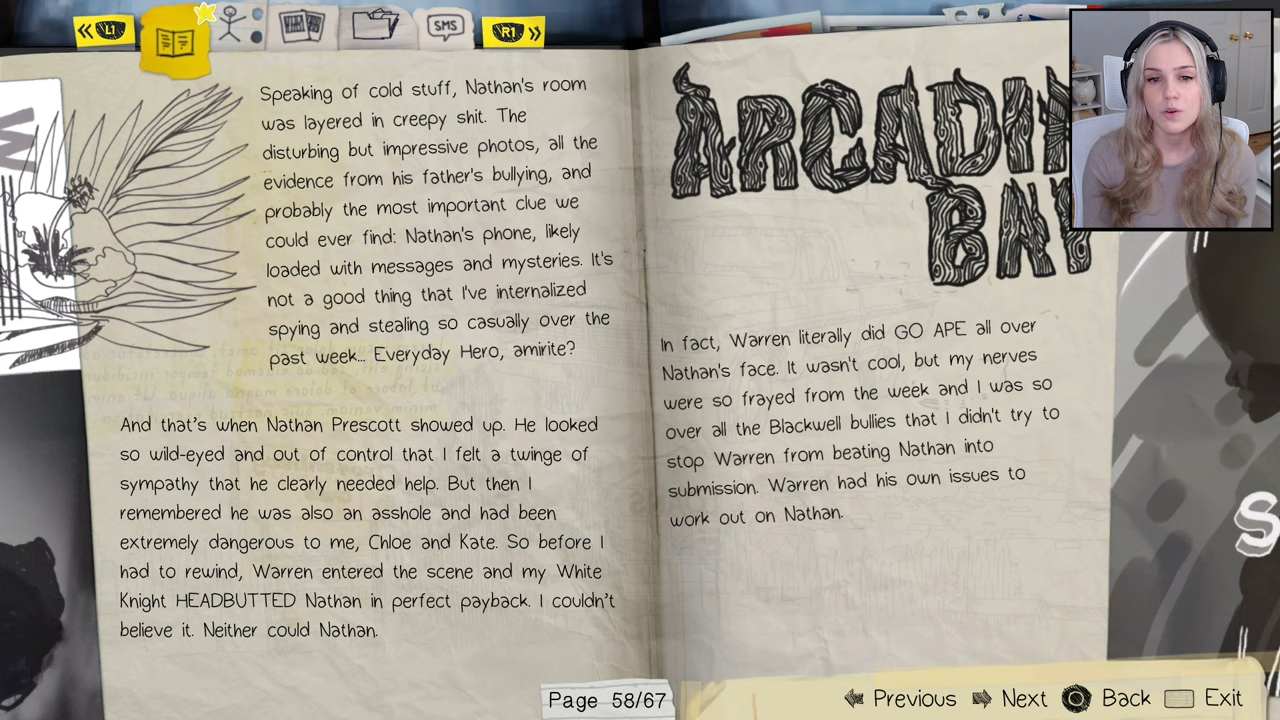 L1
SMS
R1
Speaking of cold stuff, Nathan's room
was layered in creepy shit. The
disturbing but impressive photos, all the
evidence from his father's bullying, and
probably the most important clue we
could ever find: Nathan's phone, likely
loaded with messages and mysteries. It's
not a good thing that I've internalized
spying and stealing so casually over the
past week... Everyday Hero, amirite?
And that's when Nathan Prescott showed up. He looked
so wild-eyed and out of control that I felt a twinge of
sympathy that he clearly needed help. But then I
remembered he was also an asshole and had been
extremely dangerous to me, Chloe and Kate. So before I
had to rewind, Warren entered the scene and my White
Knight HEADBUTTED Nathan in perfect payback. I couldn't
believe it. Neither could Nathan.
ARCADIA
BAY
In fact, Warren literally did GO APE all over
Nathan's face. It wasn't cool, but my nerves
were so frayed from the week and I was so
over all the Blackwell bullies that I didn't try to
stop Warren from beating Nathan into
submission. Warren had his own issues to
work out on Nathan.
Page 58/67
Previous Next Back Exit